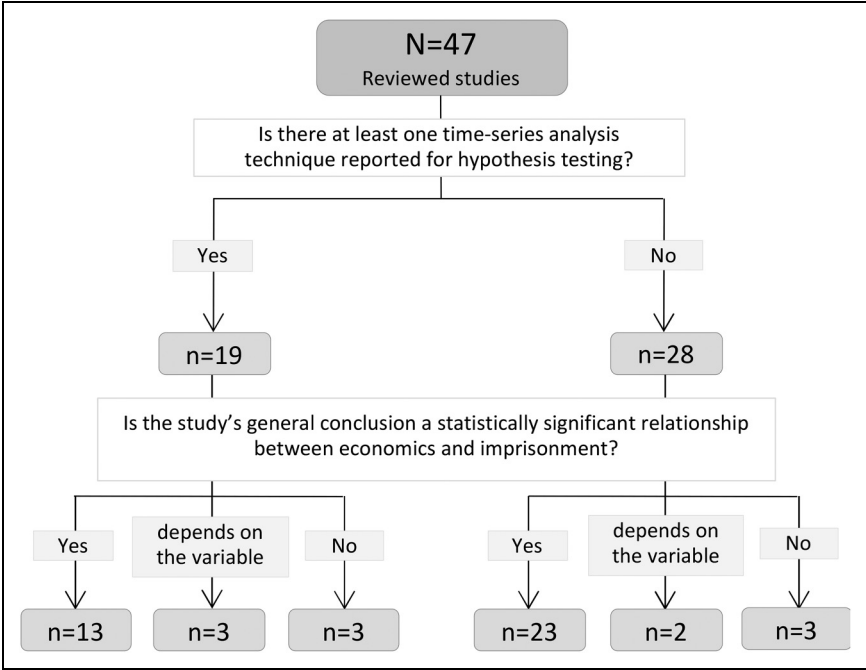 N=47
Reviewed studies
Is there at least one time-series analysis
technique reported for hypothesis testing?
Yes
No
n=19
n=28
Is the study's general conclusion a statistically significant relationship
between economics and imprisonment?
Yes
depends on
the variable
No
Yes
depends on
the variable
No
n=13
n=3
n=3
n=23
n=2
n=3